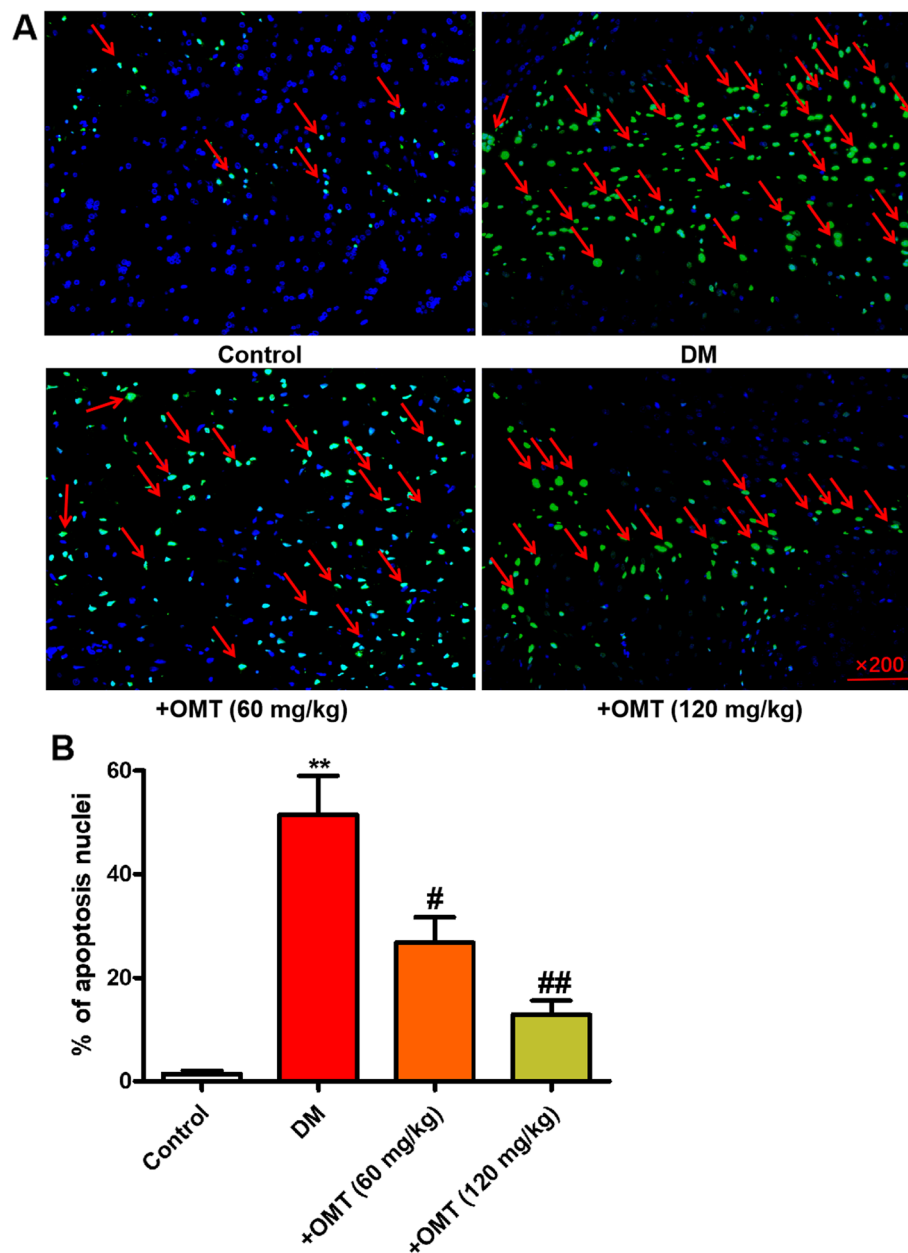 A
Control
DM
+OMT (60 mg/kg)
+OMT (120 mg/kg)
×200
B
% of apoptosis nuclei
60
40
20
0
**
#
##
Control
DM
+OMT (60 mg/kg)
+OMT (120 mg/kg)